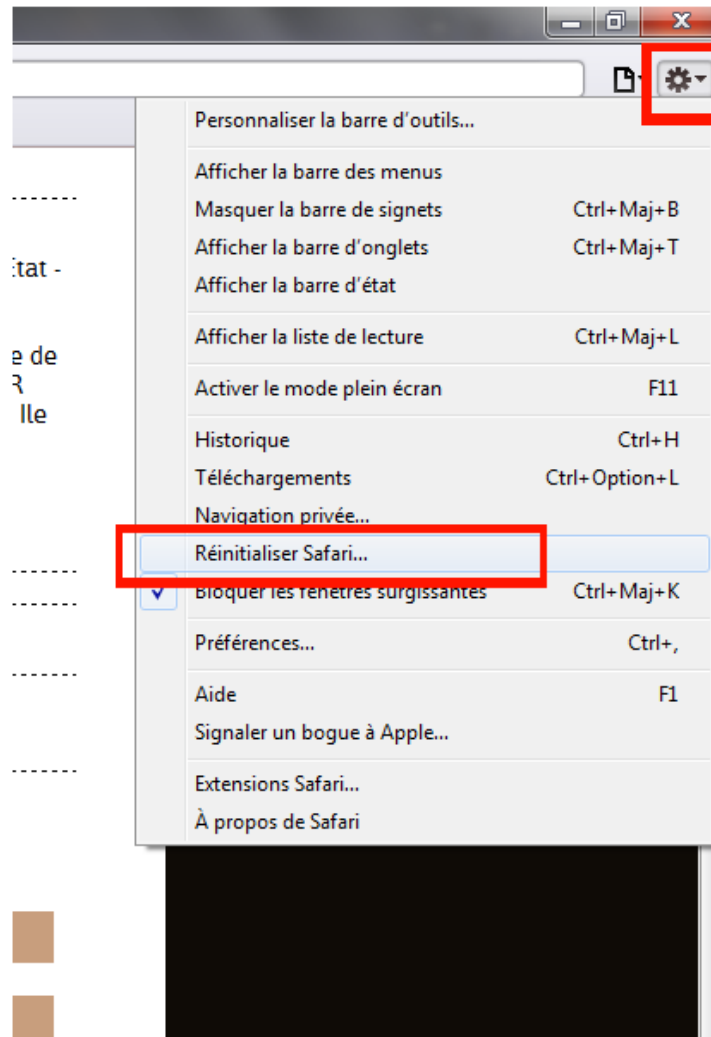 Personnaliser la barre d'outils...
Afficher la barre des menus
Masquer la barre de signets Ctrl+Maj+B
État -
Afficher la barre d'onglets Ctrl+Maj+T
Afficher la barre d'état
Afficher la liste de lecture Ctrl+Maj+L
e de
R
Ile
Activer le mode plein écran F11
Historique Ctrl+H
Téléchargements Ctrl+Option+L
Navigation privée...
Réinitialiser Safari...
Bloquer les fenêtres surgissantes Ctrl+Maj+K
Préférences... Ctrl+,
Aide F1
Signaler un bogue à Apple...
Extensions Safari...
À propos de Safari